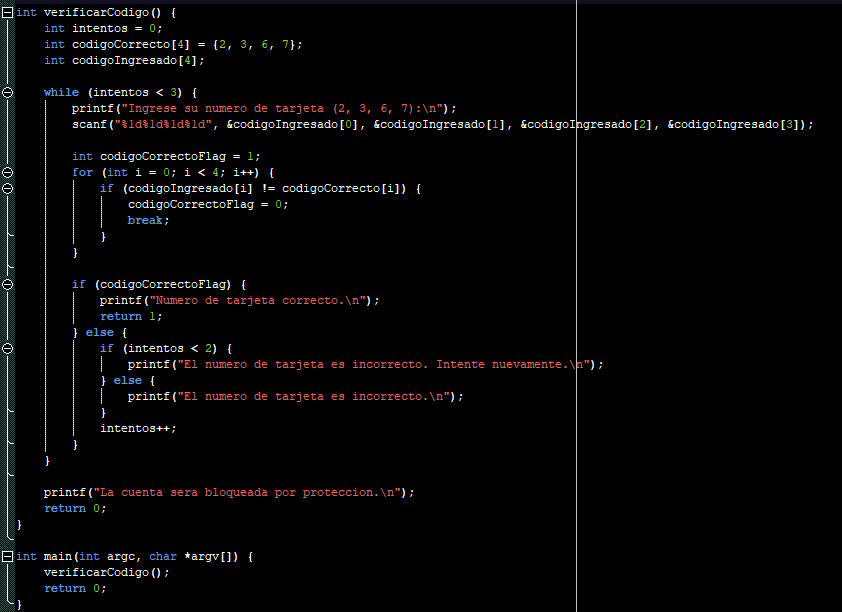 int verificarCodigo() {
    int intentos = 0;
    int codigoCorrecto[4] = {2, 3, 6, 7};
    int codigoIngresado[4];
    while (intentos < 3) {
        printf("Ingrese su numero de tarjeta (2, 3, 6, 7):\n");
        scanf("%1d%1d%1d%1d", &codigoIngresado[0], &codigoIngresado[1], &codigoIngresado[2], &codigoIngresado[3]);
        int codigoCorrectoFlag = 1;
        for (int i = 0; i < 4; i++) {
            if (codigoIngresado[i] != codigoCorrecto[i]) {
                codigoCorrectoFlag = 0;
                break;
            }
        }
        if (codigoCorrectoFlag) {
            printf("Numero de tarjeta correcto.\n");
            return 1;
        } else {
            if (intentos < 2) {
                printf("El numero de tarjeta es incorrecto. Intente nuevamente.\n");
            } else {
                printf("El numero de tarjeta es incorrecto.\n");
            }
            intentos++;
        }
    }
    printf("La cuenta sera bloqueada por proteccion.\n");
    return 0;
}
int main(int argc, char *argv[]) {
    verificarCodigo();
    return 0;
}